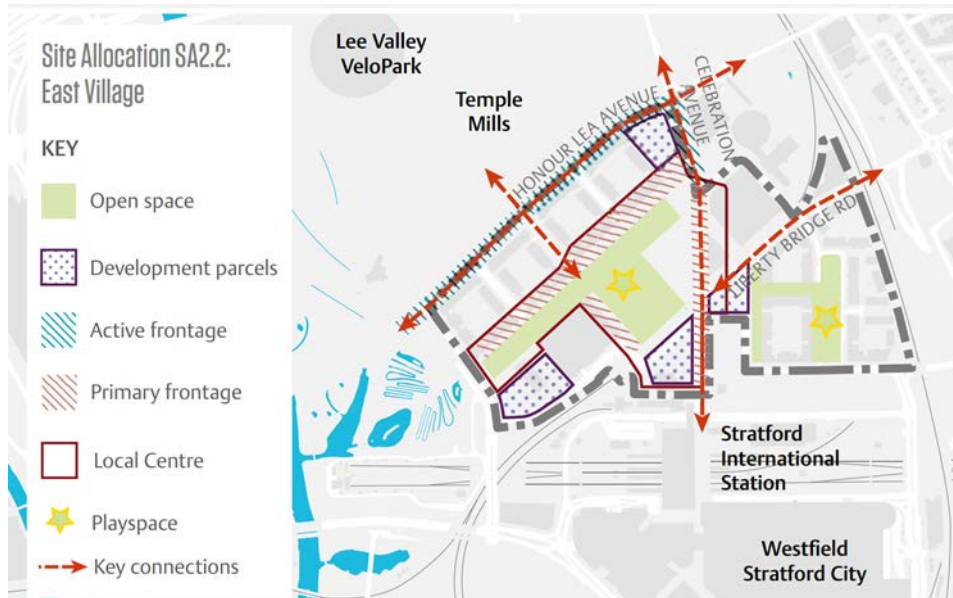 Site Allocation SA2.2:
East Village
KEY
Open space
Development parcels
Active frontage
Primary frontage
Local Centre
Playspace
Key connections
Lee Valley
VeloPark
Temple
Mills
HONOUR LEA AVENUE
CELEBRATION
AVENUE
LIBERTY BRIDGE RD
Stratford
International
Station
Westfield
Stratford City